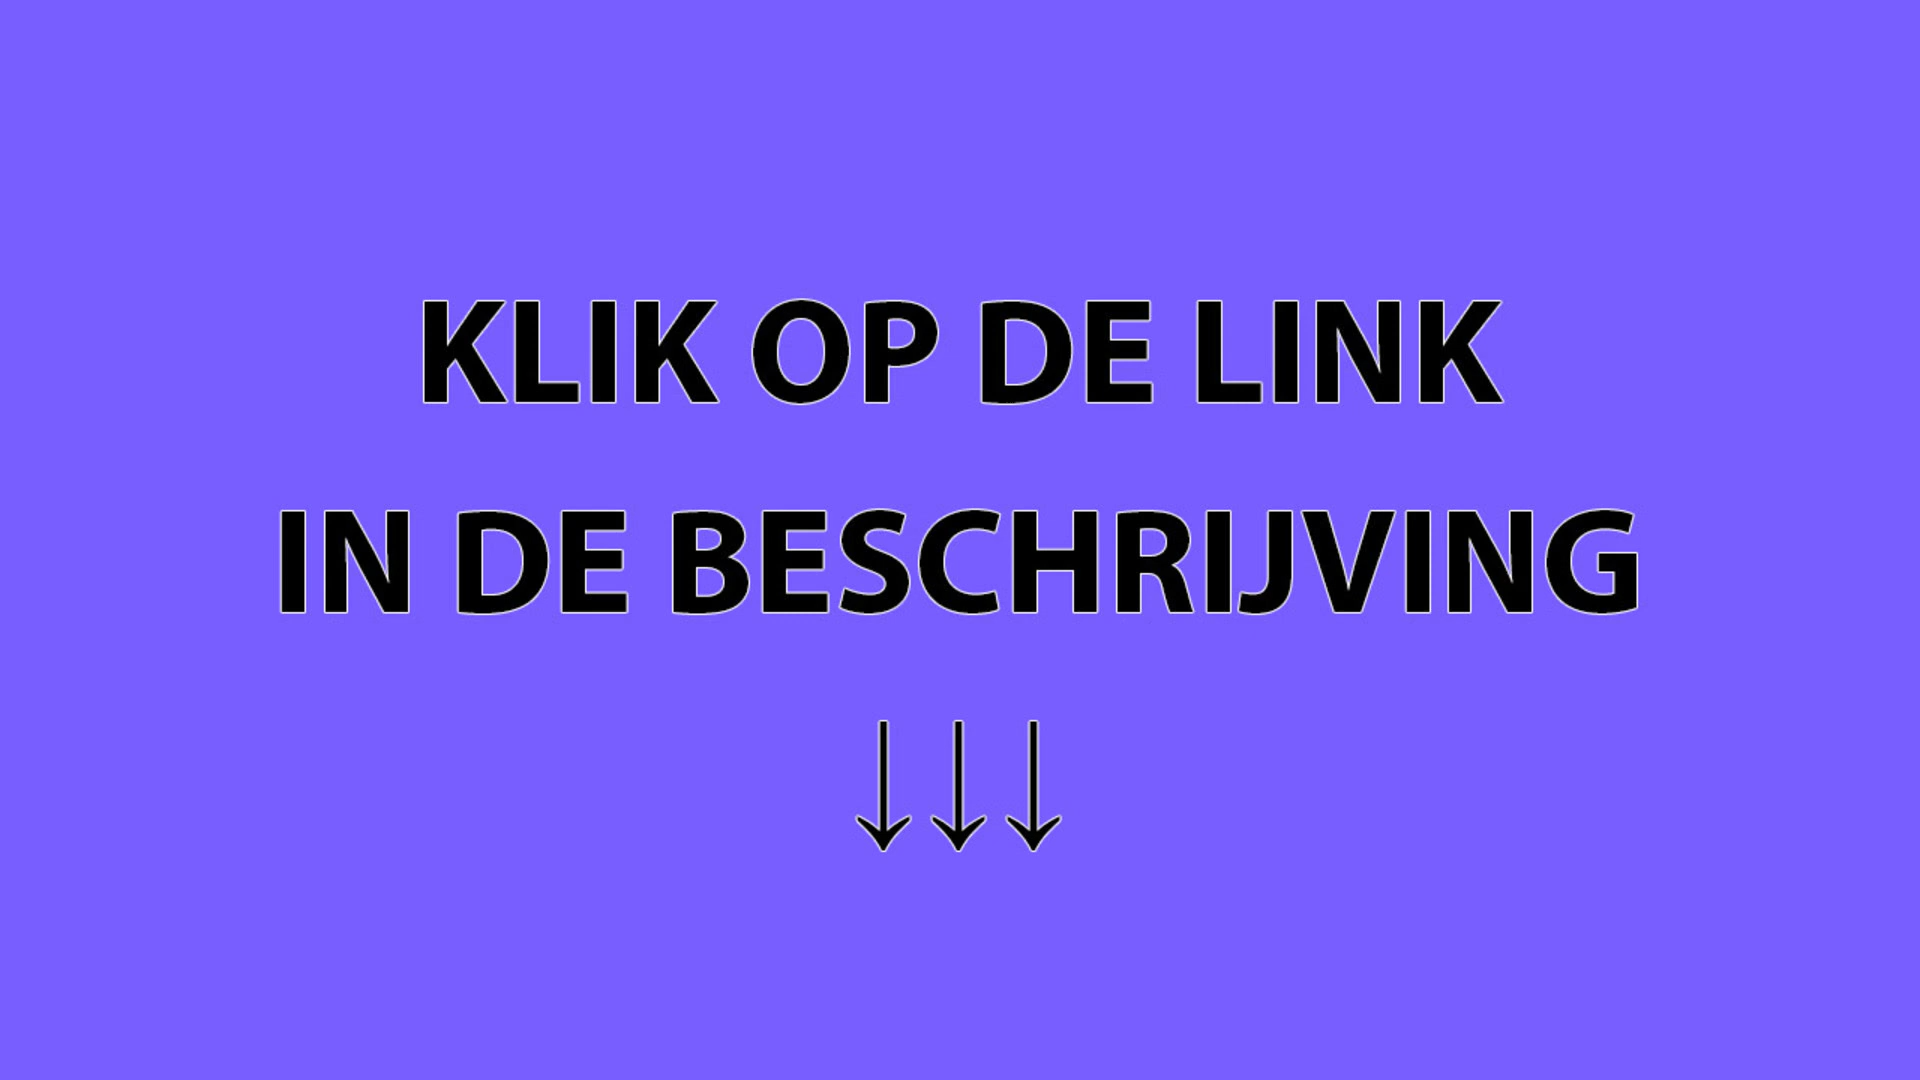 KLIK OP DE LINK
IN DE BESCHRIJVING
↓↓↓